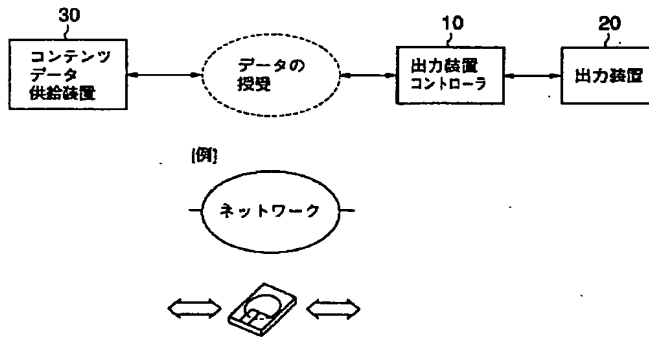 30
コンテンツ
データ
供給装置
データの
授受
10
出力装置
コントローラ
20
出力装置
[例]
ネットワーク